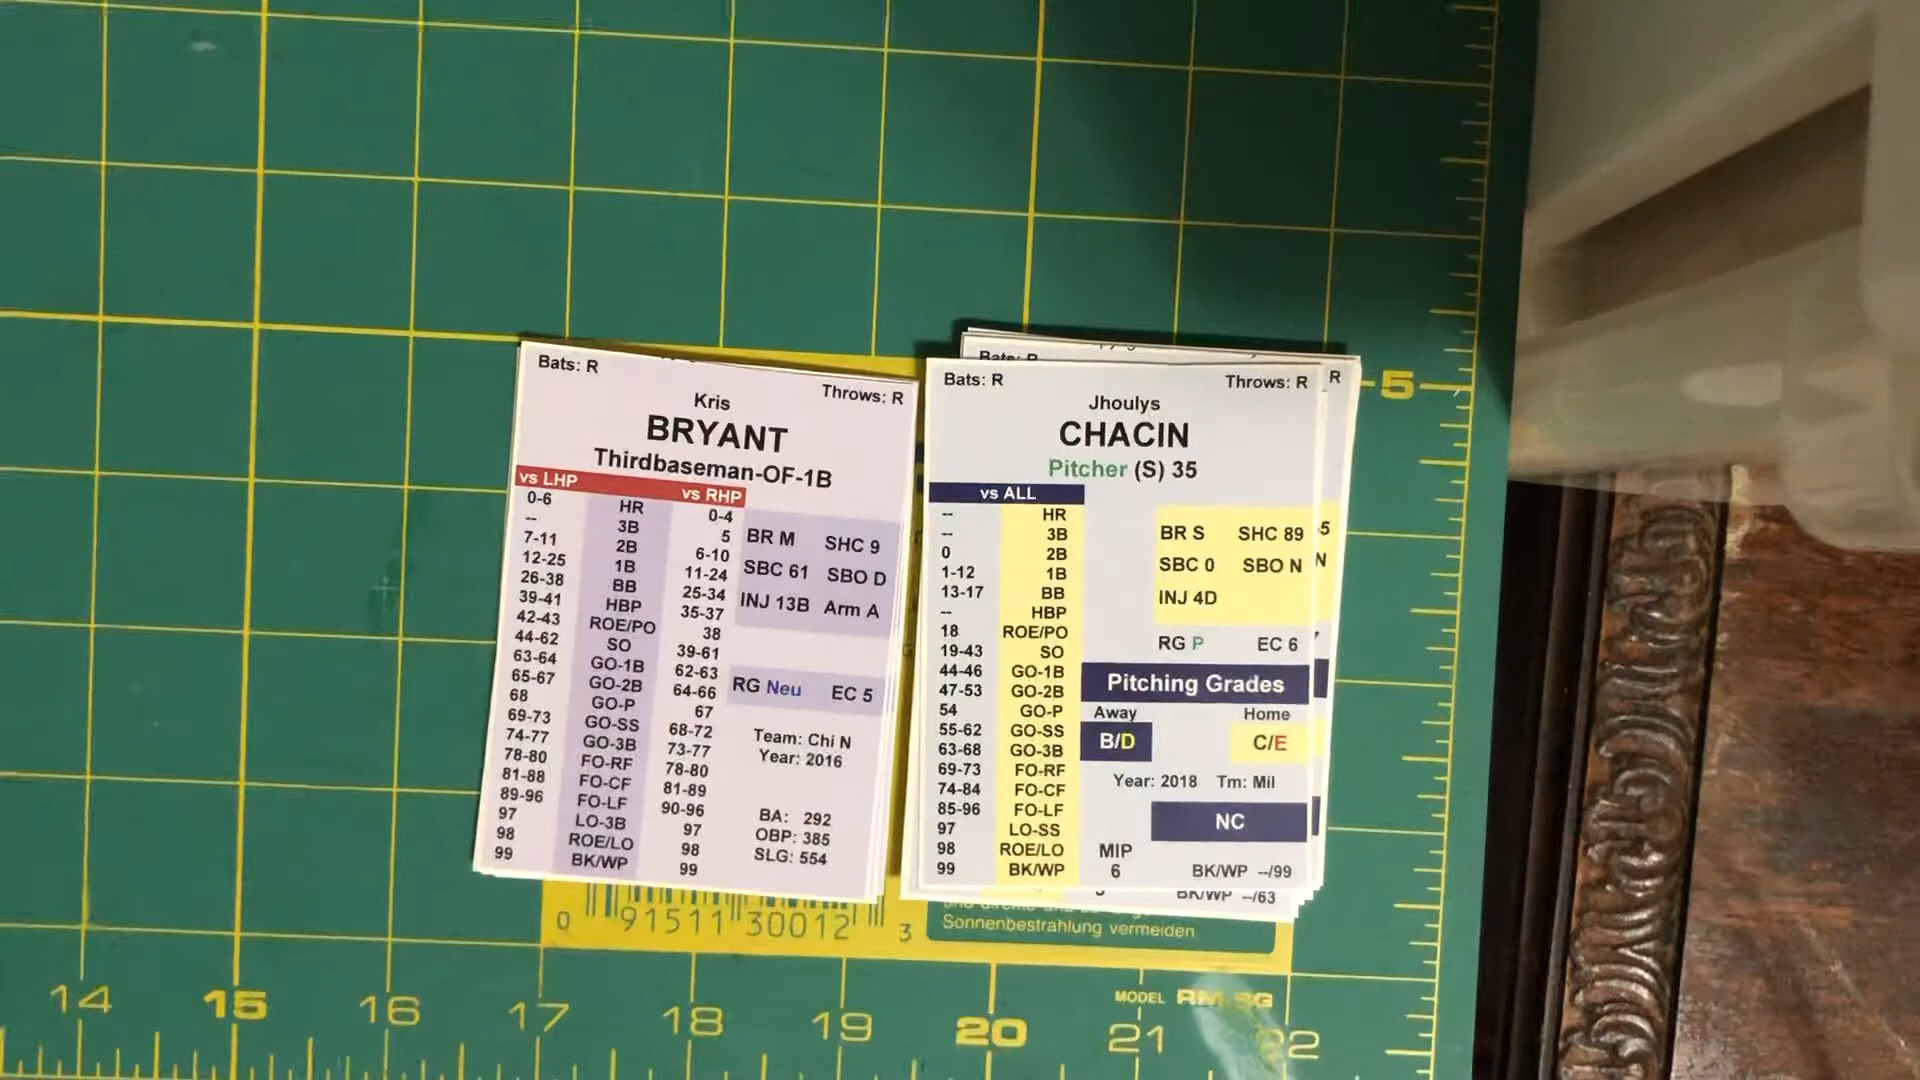 Bats: R
Throws: R
Kris
BRYANT
Thirdbaseman-OF-1B
vs LHP vs RHP
0-6 HR 0-4
-- 3B 5
7-11 2B 6-10
12-25 1B 11-24
26-38 BB 25-34
39-41 HBP 35-37
42-43 ROE/PO 38
44-62 SO 39-61
63-64 GO-1B 62-63
65-67 GO-2B 64-66
68 GO-P 67
69-73 GO-SS 68-72
74-77 GO-3B 73-77
78-80 FO-RF 78-80
81-88 FO-CF 81-89
89-96 FO-LF 90-96
97 LO-3B 97
98 ROE/LO 98
99 BK/WP 99
BR M SHC 9
SBC 61 SBO D
INJ 13B Arm A
RG Neu EC 5
Team: Chi N
Year: 2016
BA: 292
OBP: 385
SLG: 554
Bats: R
R
Bats: R Throws: R
Jhoulys
CHACIN
Pitcher (S) 35
vs ALL
-- HR
-- 3B
0 2B
1-12 1B
13-17 BB
-- HBP
18 ROE/PO
19-43 SO
44-46 GO-1B
47-53 GO-2B
54 GO-P
55-62 GO-SS
63-68 GO-3B
69-73 FO-RF
74-84 FO-CF
85-96 FO-LF
97 LO-SS
98 ROE/LO
99 BK/WP
BR S SHC 89
SBC 0 SBO N
INJ 4D
RG P EC 6
Pitching Grades
Away Home
B/D C/E
Year: 2018 Tm: Mil
NC
MIP
6
BK/WP --/99
5
N
BK/WP --/63
0 91511 30012 3
Sonnenbestrahlung vermeiden
5
MODEL RM-SG
14 15 16 17 18 19 20 21 22